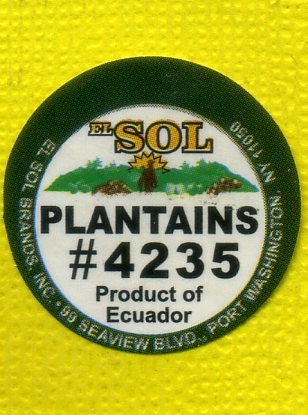 EL SOL
PLANTAINS
#4235
Product of
Ecuador
EL SOL BRANDS, INC. • 99 SEAVIEW BLVD., PORT WASHINGTON, NY 11050